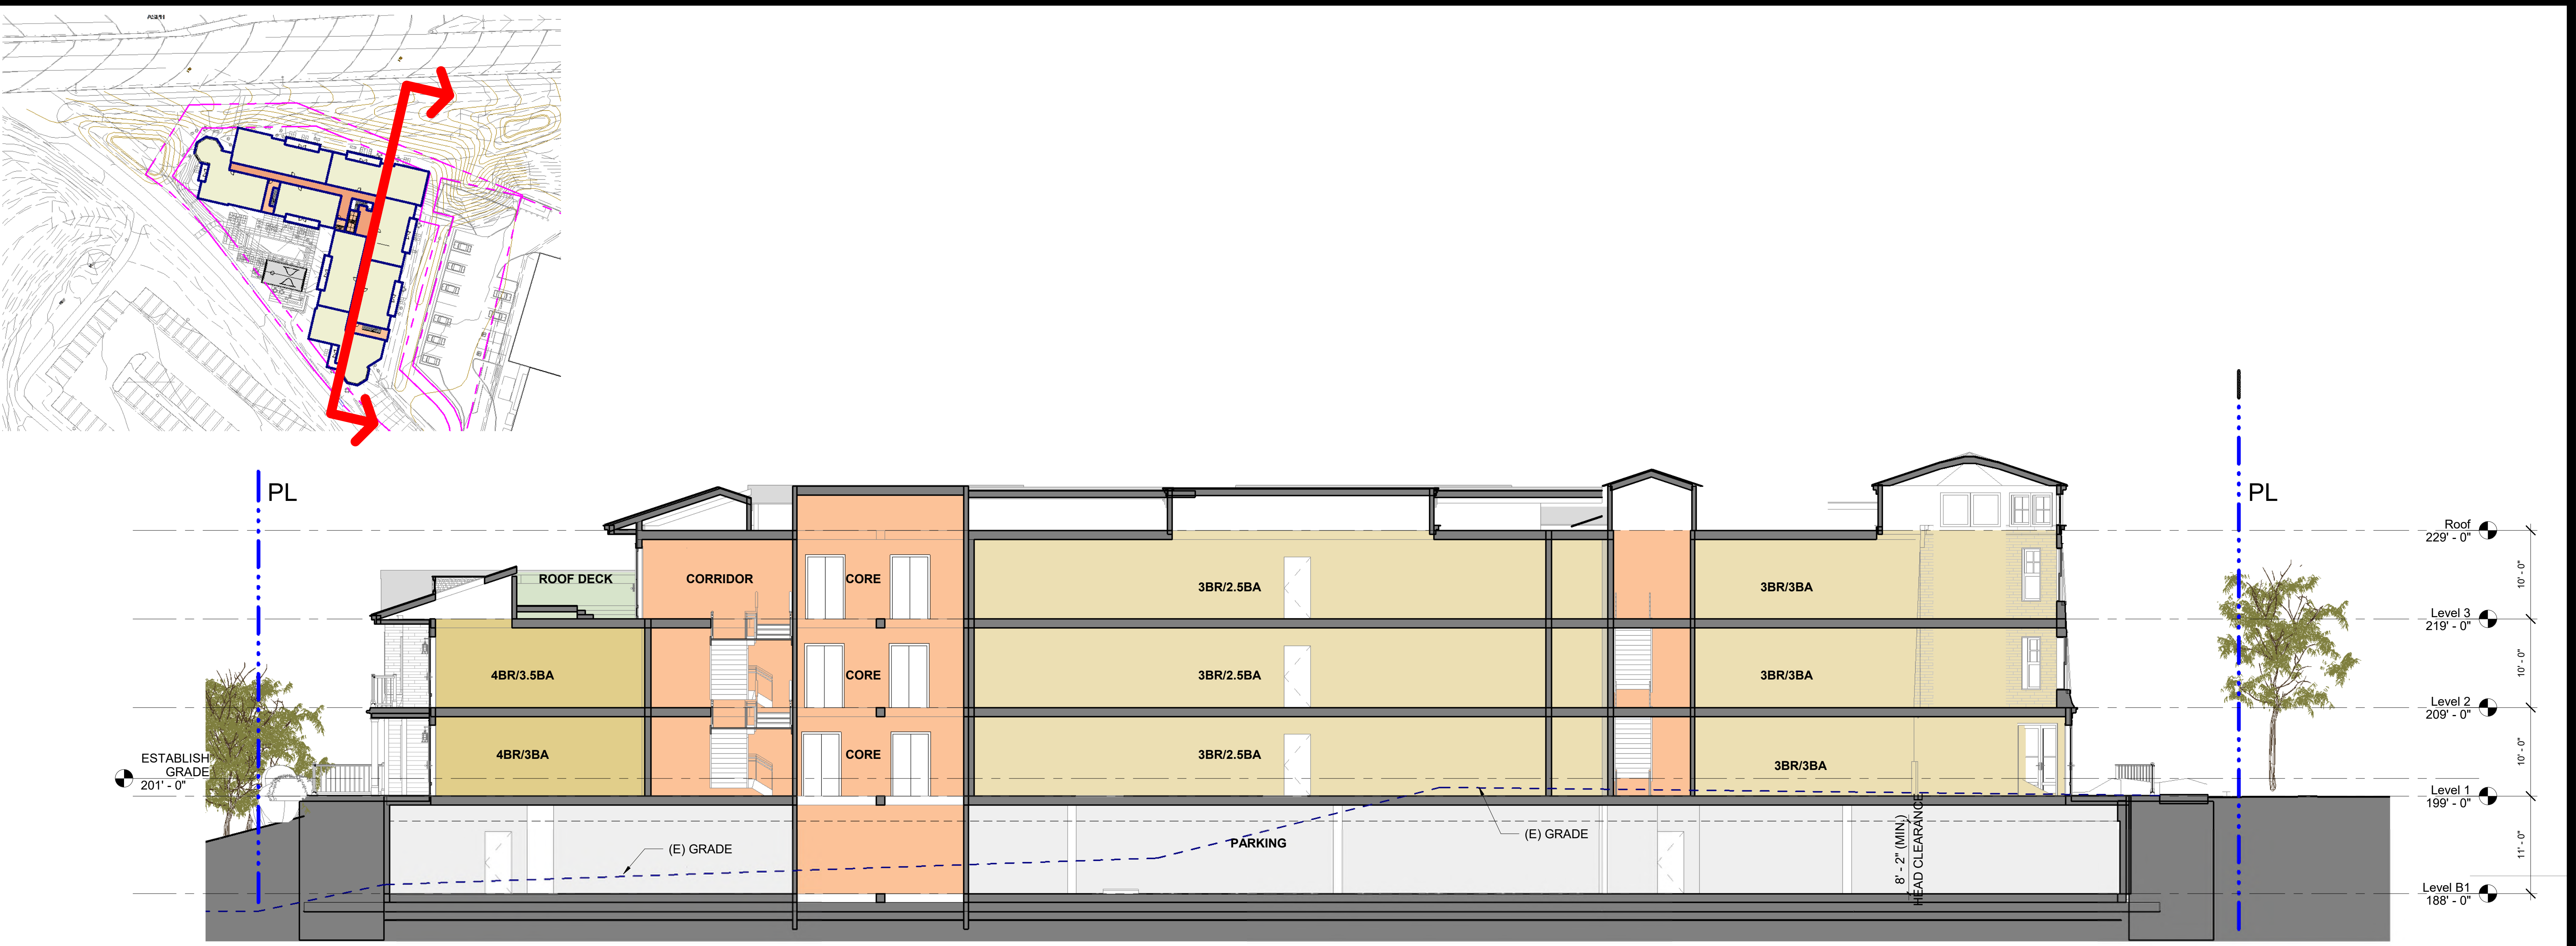 PL
PL
Roof
229' - 0"
10' - 0"
ROOF DECK
CORRIDOR
CORE
3BR/2.5BA
3BR/3BA
Level 3
219' - 0"
10' - 0"
4BR/3.5BA
CORE
3BR/2.5BA
3BR/3BA
Level 2
209' - 0"
10' - 0"
4BR/3BA
CORE
3BR/2.5BA
3BR/3BA
ESTABLISH
GRADE
201' - 0"
Level 1
199' - 0"
(E) GRADE
PARKING
(E) GRADE
8' - 2" (MIN.)
HEAD CLEARANCE
11' - 0"
Level B1
188' - 0"